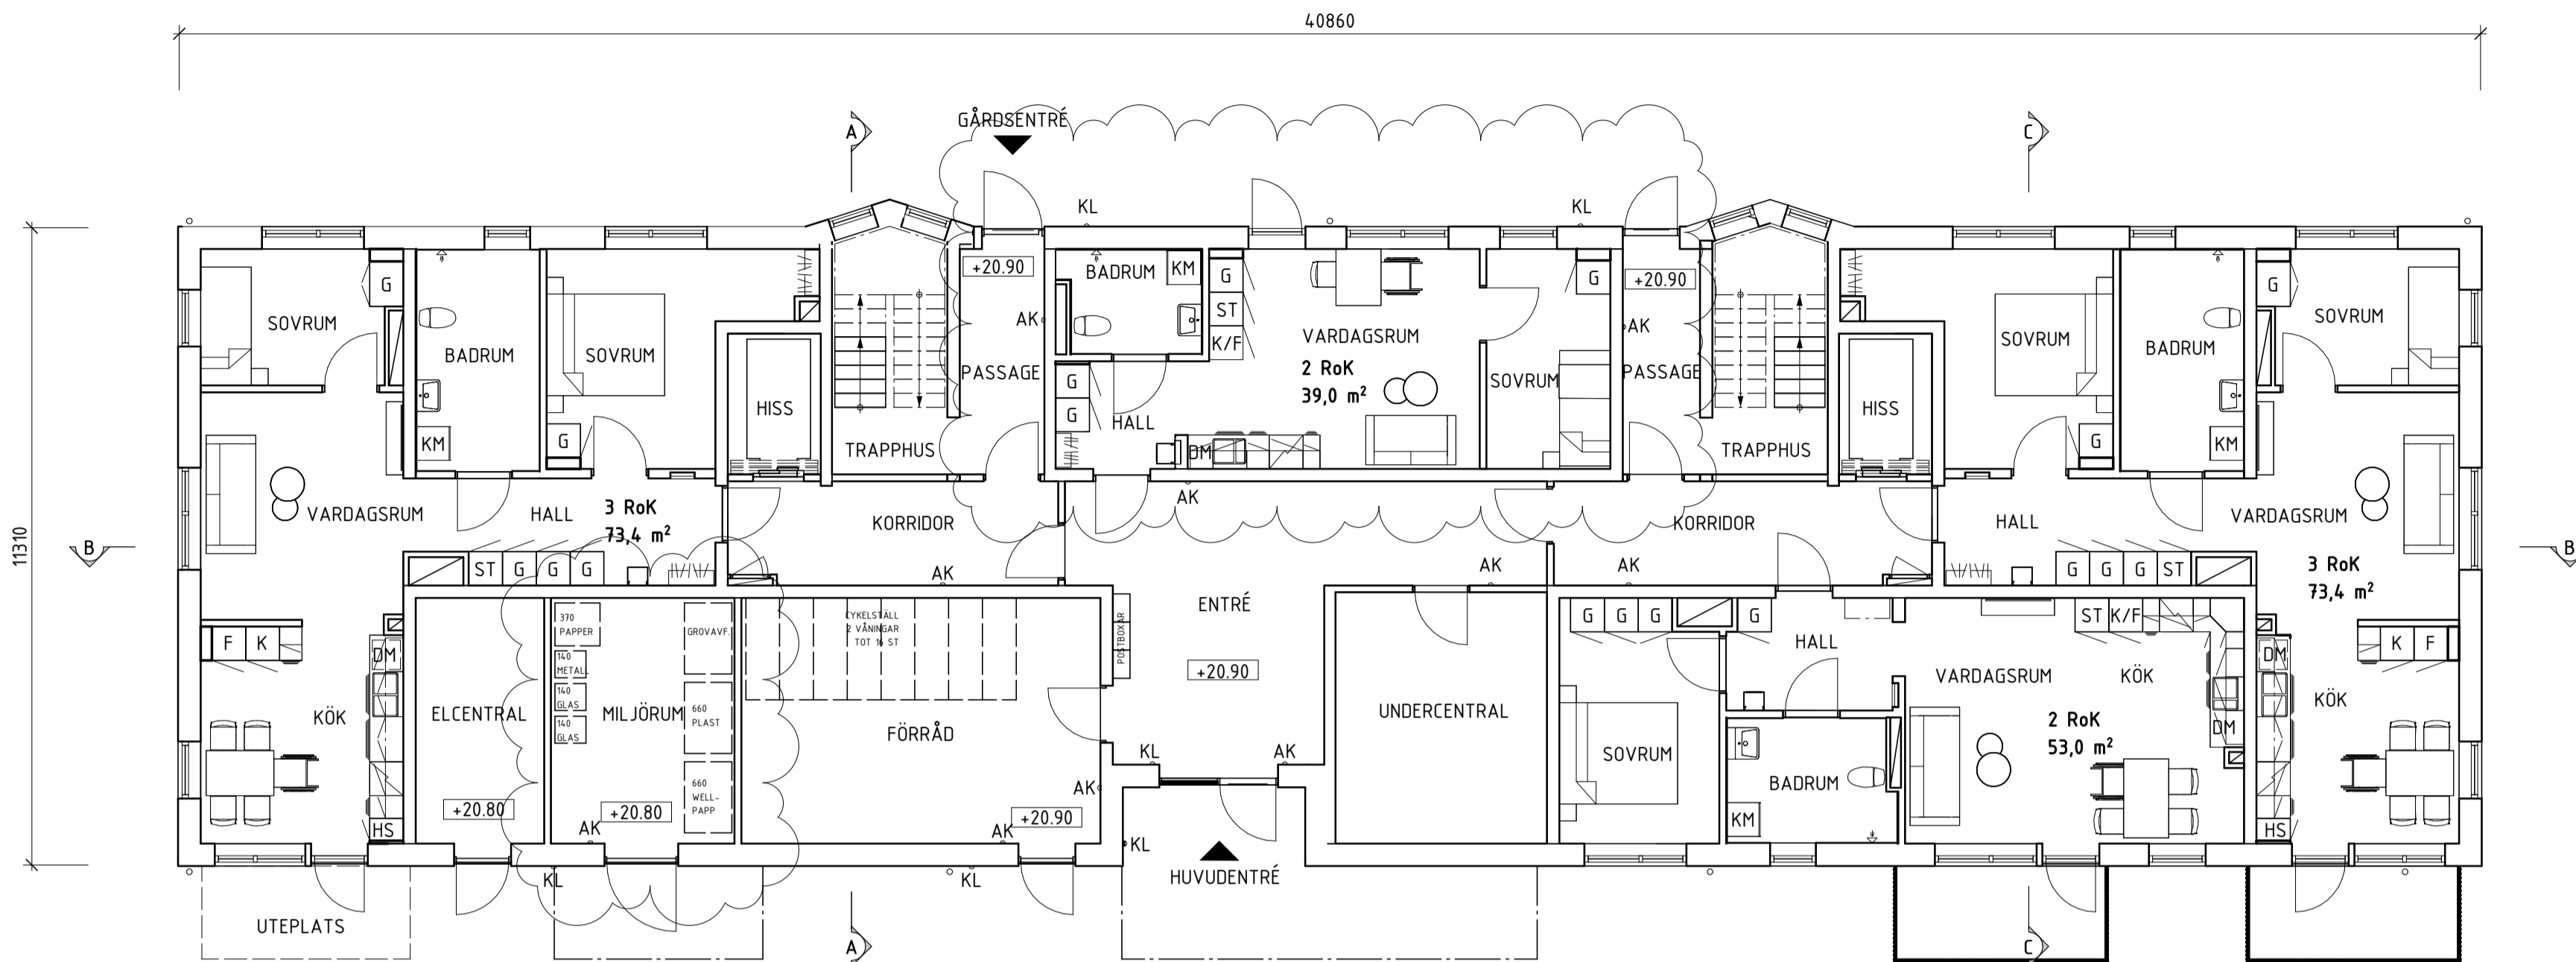 40860
GÅRDSENTRÉ
A
C
KL
KL
11310
B
B
SOVRUM
G
BADRUM
KM
SOVRUM
G
HISS
TRAPPHUS
+20.90
AK
PASSAGE
BADRUM
KM
G
ST
K/F
G
G
HALL
DM
VARDAGSRUM
2 RoK
39,0 m²
SOVRUM
G
+20.90
AK
PASSAGE
TRAPPHUS
HISS
SOVRUM
G
BADRUM
KM
G
SOVRUM
VARDAGSRUM
HALL
3 RoK
73,4 m²
ST
G
G
G
KORRIDOR
AK
AK
KORRIDOR
AK
AK
HALL
G
G
G
ST
VARDAGSRUM
3 RoK
73,4 m²
F
K
DM
KÖK
HS
ELCENTRAL
+20.80
370
PAPPER
140
METALL
140
GLAS
140
GLAS
MILJÖRUM
GROVAVF.
660
PLAST
660
WELL-
PAPP
+20.80
AK
CYKELSTÄLL
2 VÅNINGAR
TOT 16 ST
FÖRRÅD
AK
AK
+20.90
POSTBOXAR
ENTRÉ
+20.90
KL
AK
KL
UNDERCENTRAL
G
G
G
G
HALL
SOVRUM
BADRUM
KM
VARDAGSRUM
ST
K/F
KÖK
2 RoK
53,0 m²
DM
DM
K
F
KÖK
HS
HUVUDENTRÉ
KL
KL
UTEPLATS
A
C